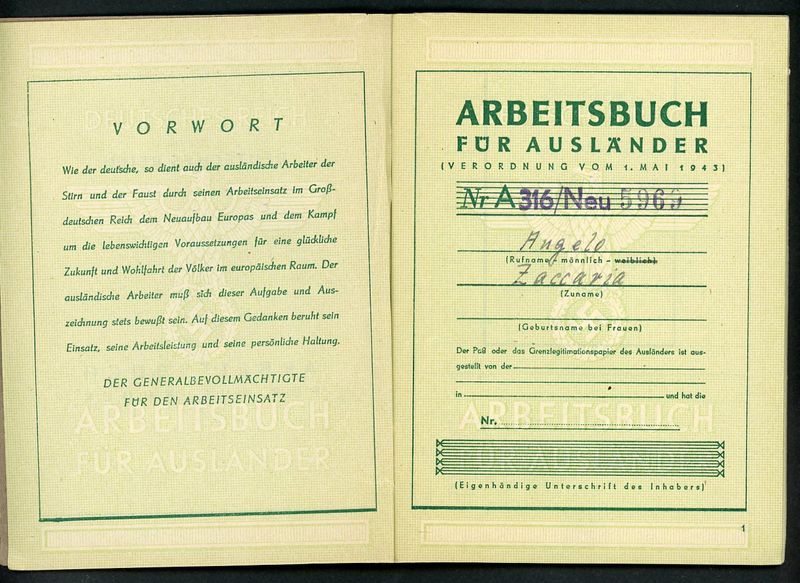 VORWORT
Wie der deutsche, so dient auch der ausländische Arbeiter der
Stirn und der Faust durch seinen Arbeitseinsatz im Groß-
deutschen Reich dem Neuaufbau Europas und dem Kampf
um die lebenswichtigen Voraussetzungen für eine glückliche
Zukunft und Wohlfahrt der Völker im europäischen Raum. Der
ausländische Arbeiter muß sich dieser Aufgabe und Aus-
zeichnung stets bewußt sein. Auf diesem Gedanken beruht sein
Einsatz, seine Arbeitsleistung und seine persönliche Haltung.
DER GENERALBEVOLLMÄCHTIGTE
FÜR DEN ARBEITSEINSATZ
ARBEITSBUCH
FÜR AUSLÄNDER
ARBEITSBUCH
FÜR AUSLÄNDER
(VERORDNUNG VOM 1. MAI 1943)
Nr A 316/Neu 5969
Angelo
(Rufname - männlich - weiblich)
Zaccaria
(Zuname)
(Geburtsname bei Frauen)
Der Paß oder das Grenzlegitimationspapier des Ausländers ist aus-
gestellt von der
in und hat die
ARBEITSBUCH
Nr.
FÜR AUSLÄNDER
(Eigenhändige Unterschrift des Inhabers)
1